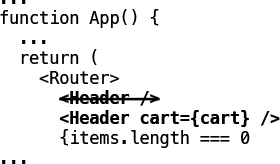 ...
function App() {
  ...
  return (
    <Router>
      <Header />
      <Header cart={cart} />
      {items.length === 0
...